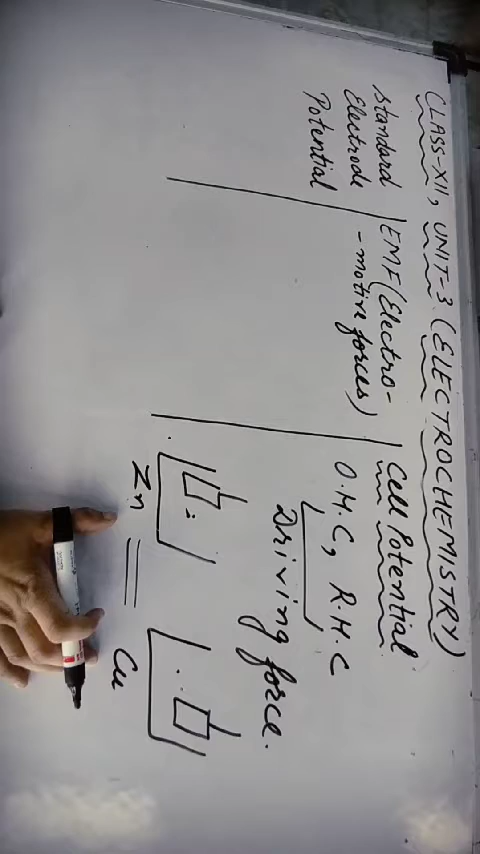 CLASS-XII, UNIT-3 (ELECTROCHEMISTRY)
Standard
Electrode
Potential
EMF (Electro-
-motive forces)
Cell Potential
O.H.C, R.H.C
Driving force.
Zn
Cu